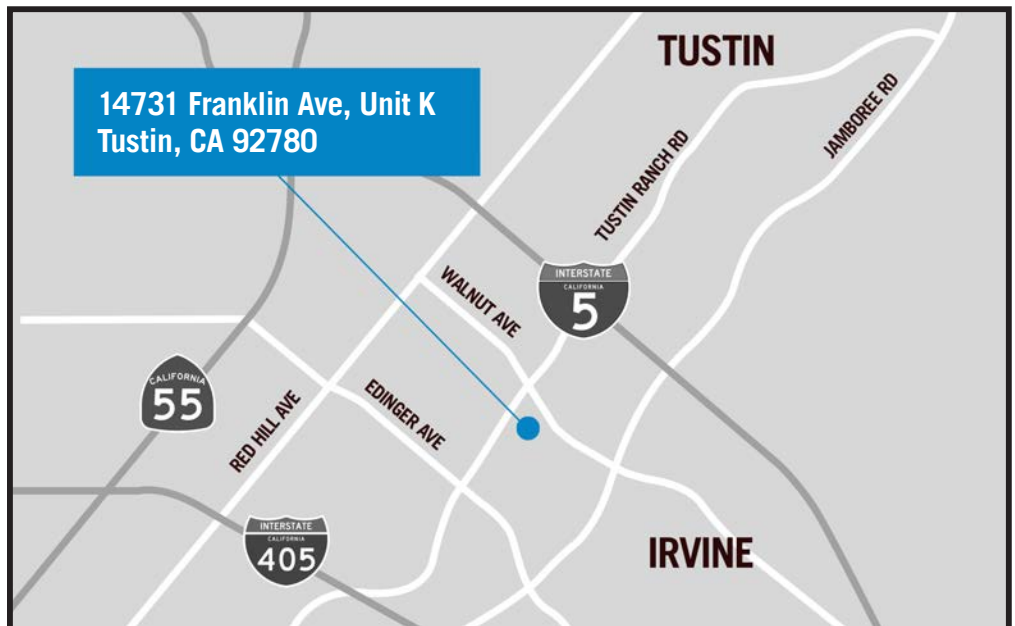 TUSTIN
14731 Franklin Ave, Unit K
Tustin, CA 92780
JAMBOREE RD
TUSTIN RANCH RD
WALNUT AVE
INTERSTATE
CALIFORNIA
5
CALIFORNIA
55
RED HILL AVE
EDINGER AVE
INTERSTATE
CALIFORNIA
405
IRVINE